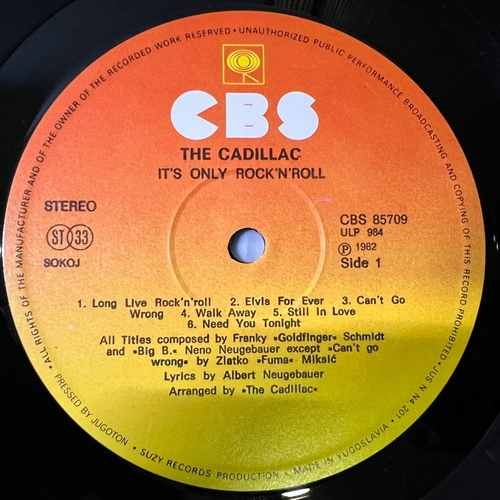 • ALL RIGHTS OF THE MANUFACTURER AND OF THE OWNER OF THE RECORDED WORK RESERVED • UNAUTHORIZED PUBLIC PERFORMANCE BROADCASTING AND COPYING OF THIS RECORD PROHIBITED •
CBS
THE CADILLAC
IT'S ONLY ROCK'N'ROLL
STEREO
ST 33
SOKOJ
CBS 85709
ULP 984
Ⓟ 1982
Side 1
1. Long Live Rock'n'roll 2. Elvis For Ever 3. Can't Go
Wrong 4. Walk Away 5. Still In Love
6. Need You Tonight
All Titles composed by Franky »Goldfinger« Schmidt
and »Big B.« Neno Neugebauer except »Can't go
wrong« by Zlatko »Fuma« Miksić
Lyrics by Albert Neugebauer
Arranged by »The Cadillac«
PRESSED BY JUGOTON • SUZY RECORDS PRODUCTION • MADE IN YUGOSLAVIA • JUS N N4 201